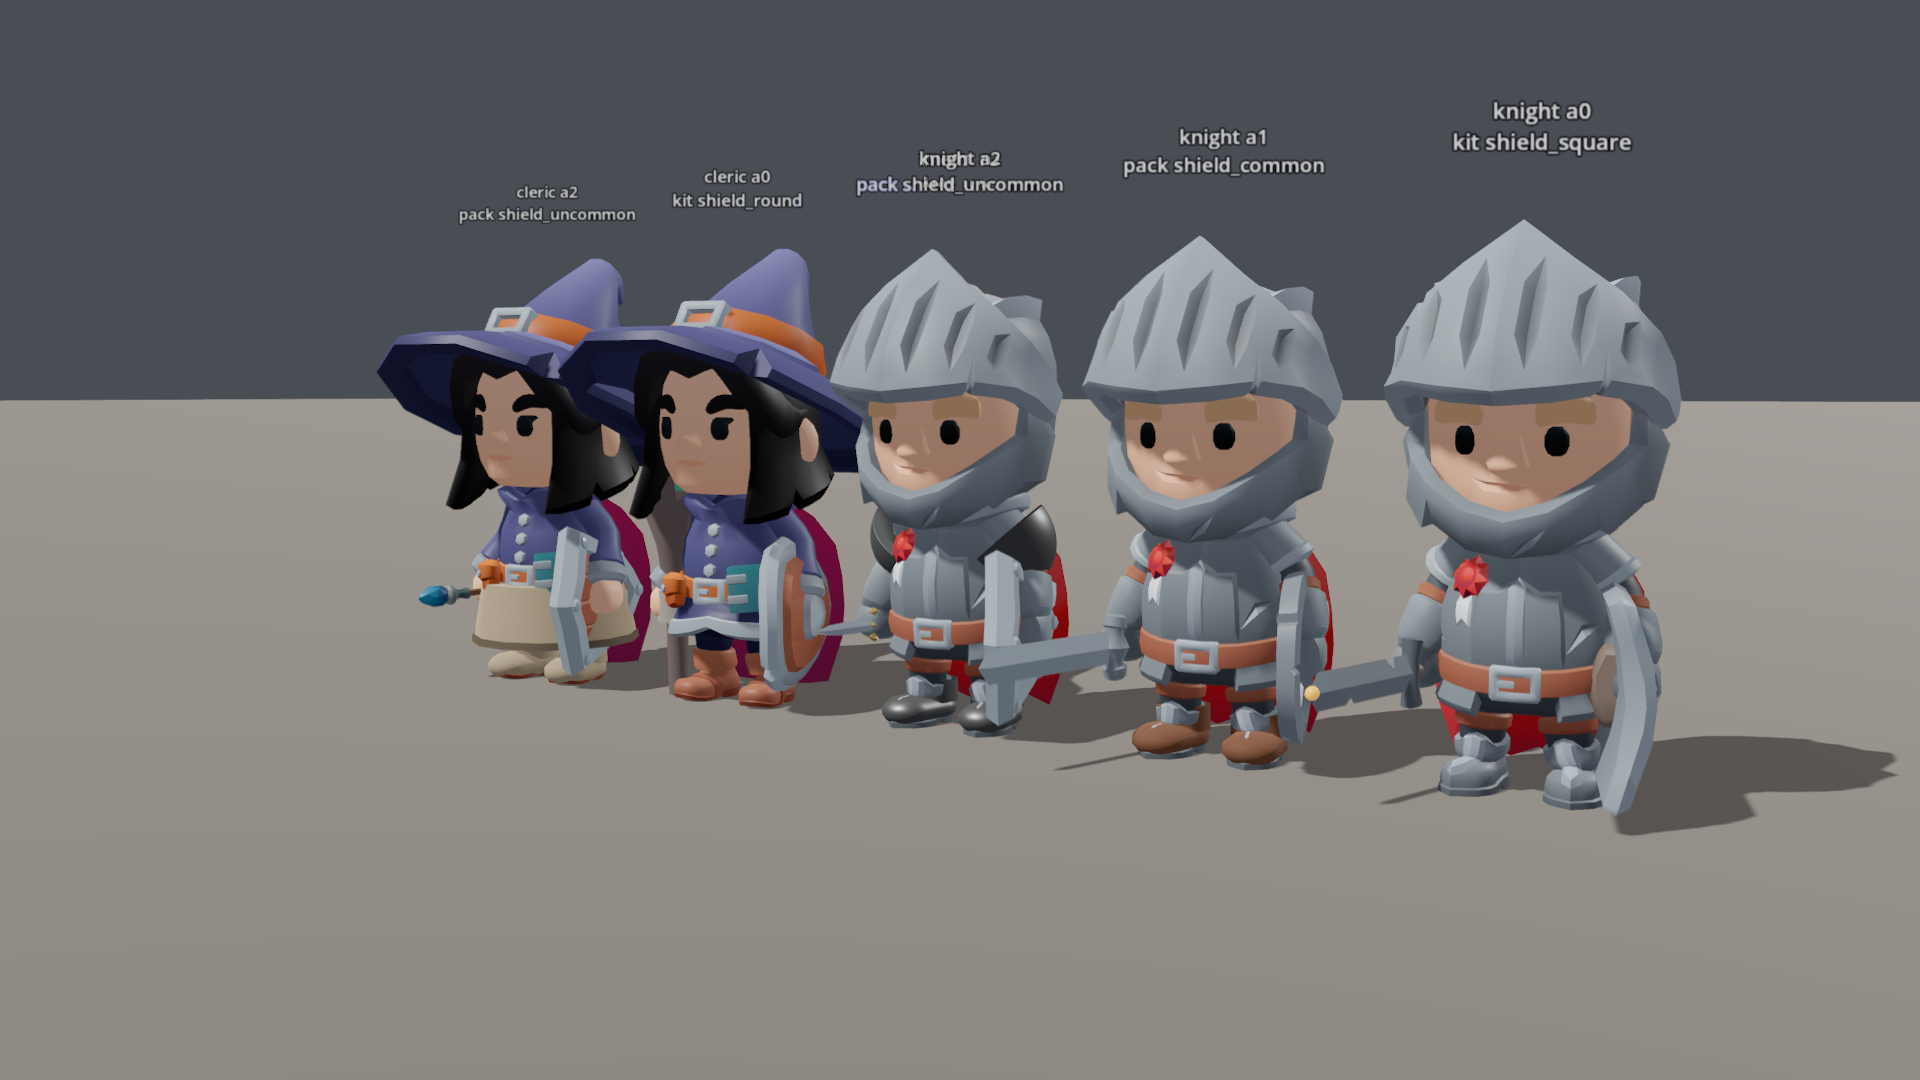 cleric a2
pack shield_uncommon
cleric a0
kit shield_round
knight a2
pack shield_uncommon
knight a1
pack shield_common
knight a0
kit shield_square